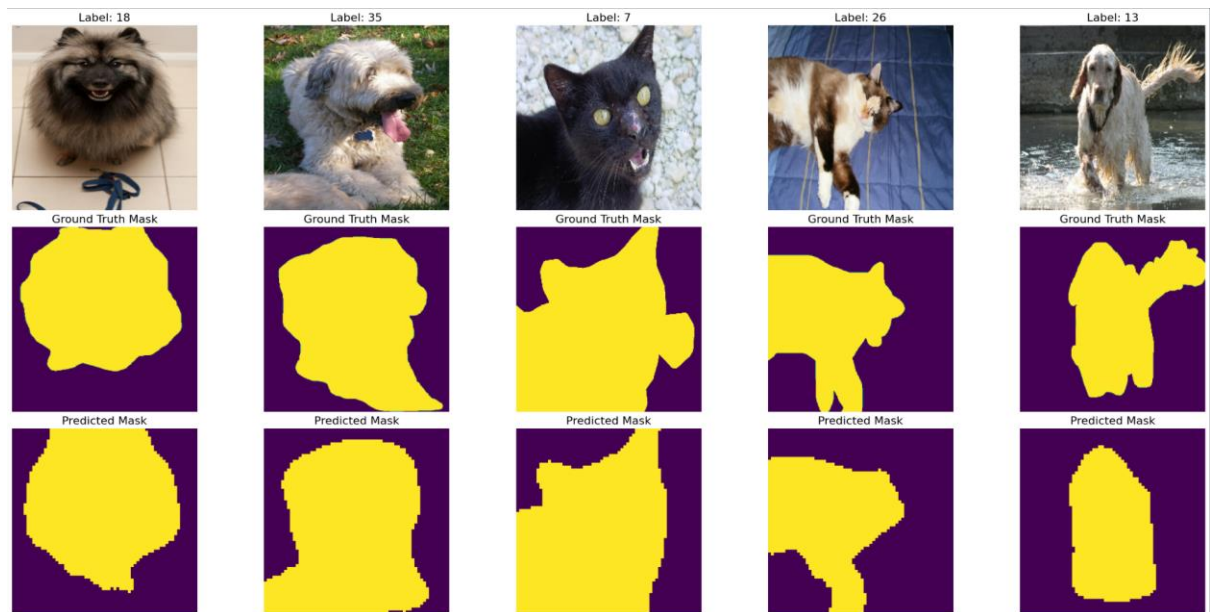 Label: 18 Label: 35 Label: 7 Label: 26 Label: 13
Ground Truth Mask Ground Truth Mask Ground Truth Mask Ground Truth Mask Ground Truth Mask
Predicted Mask Predicted Mask Predicted Mask Predicted Mask Predicted Mask